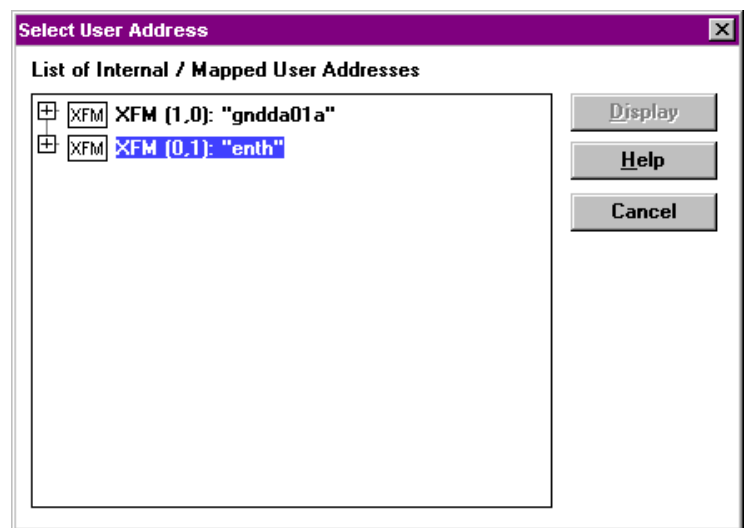 Select User Address
List of Internal / Mapped User Addresses
XFM XFM (1,0): "gndda01a"
XFM XFM (0,1): "enth"
Display
Help
Cancel